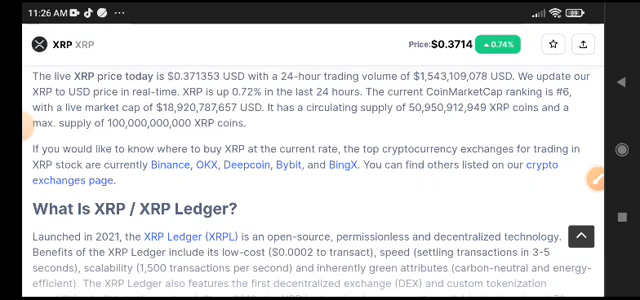 11:26 AM
89
XRP XRP
Price: $0.3714 0.74%
The live XRP price today is $0.371353 USD with a 24-hour trading volume of $1,543,109,078 USD. We update our
XRP to USD price in real-time. XRP is up 0.72% in the last 24 hours. The current CoinMarketCap ranking is #6,
with a live market cap of $18,920,787,657 USD. It has a circulating supply of 50,950,912,949 XRP coins and a
max. supply of 100,000,000,000 XRP coins.
If you would like to know where to buy XRP at the current rate, the top cryptocurrency exchanges for trading in
XRP stock are currently Binance, OKX, Deepcoin, Bybit, and BingX. You can find others listed on our crypto
exchanges page.
What Is XRP / XRP Ledger?
Launched in 2021, the XRP Ledger (XRPL) is an open-source, permissionless and decentralized technology.
Benefits of the XRP Ledger include its low-cost ($0.0002 to transact), speed (settling transactions in 3-5
seconds), scalability (1,500 transactions per second) and inherently green attributes (carbon-neutral and energy-
efficient). The XRP Ledger also features the first decentralized exchange (DEX) and custom tokenization